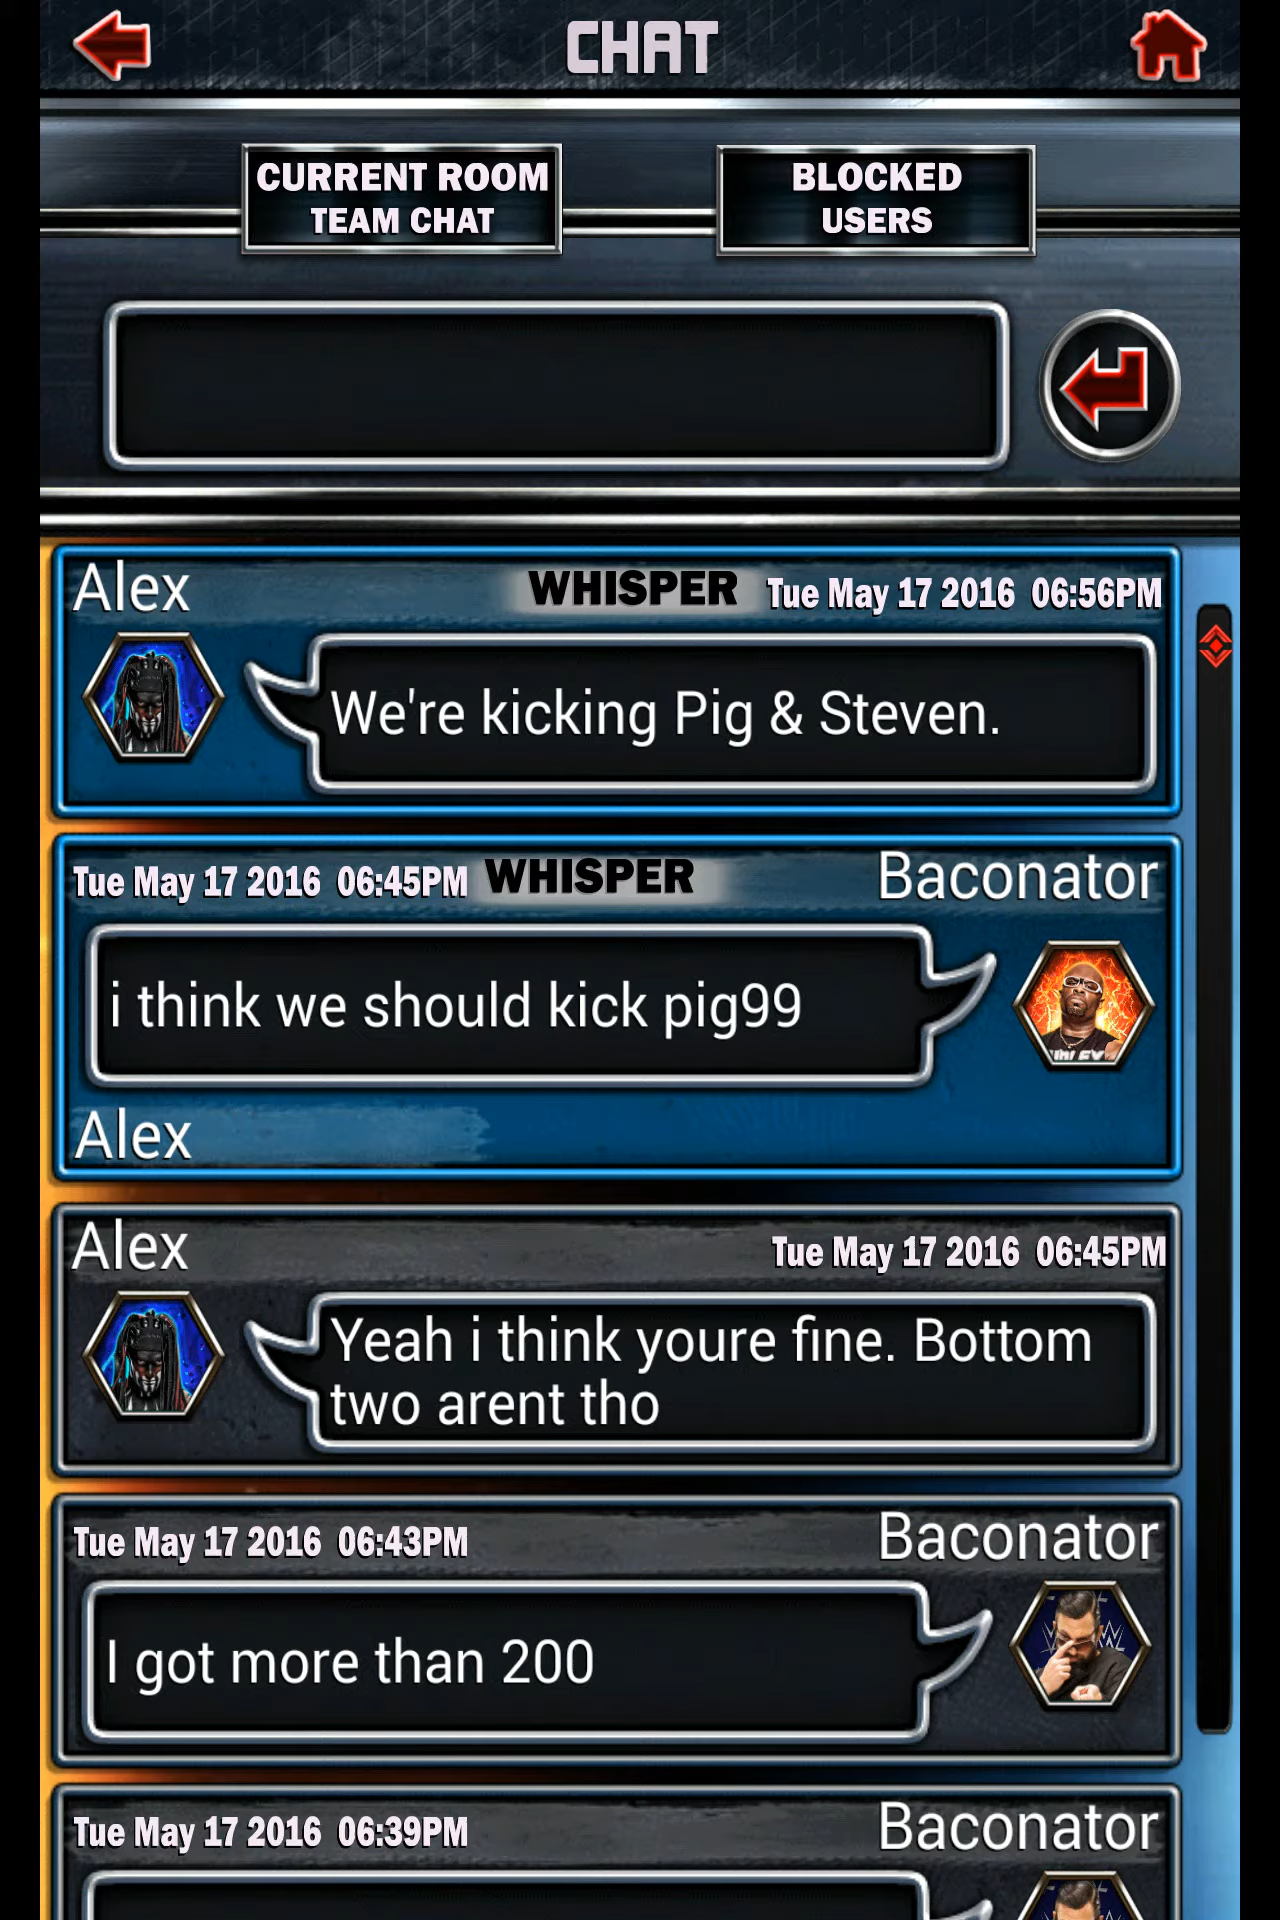 CHAT
CURRENT ROOM
TEAM CHAT
BLOCKED
USERS
Alex
WHISPER
Tue May 17 2016 06:56PM
We're kicking Pig & Steven.
Tue May 17 2016 06:45PM
WHISPER
Baconator
i think we should kick pig99
Alex
Alex
Tue May 17 2016 06:45PM
Yeah i think youre fine. Bottom
two arent tho
Tue May 17 2016 06:43PM
Baconator
I got more than 200
Tue May 17 2016 06:39PM
Baconator